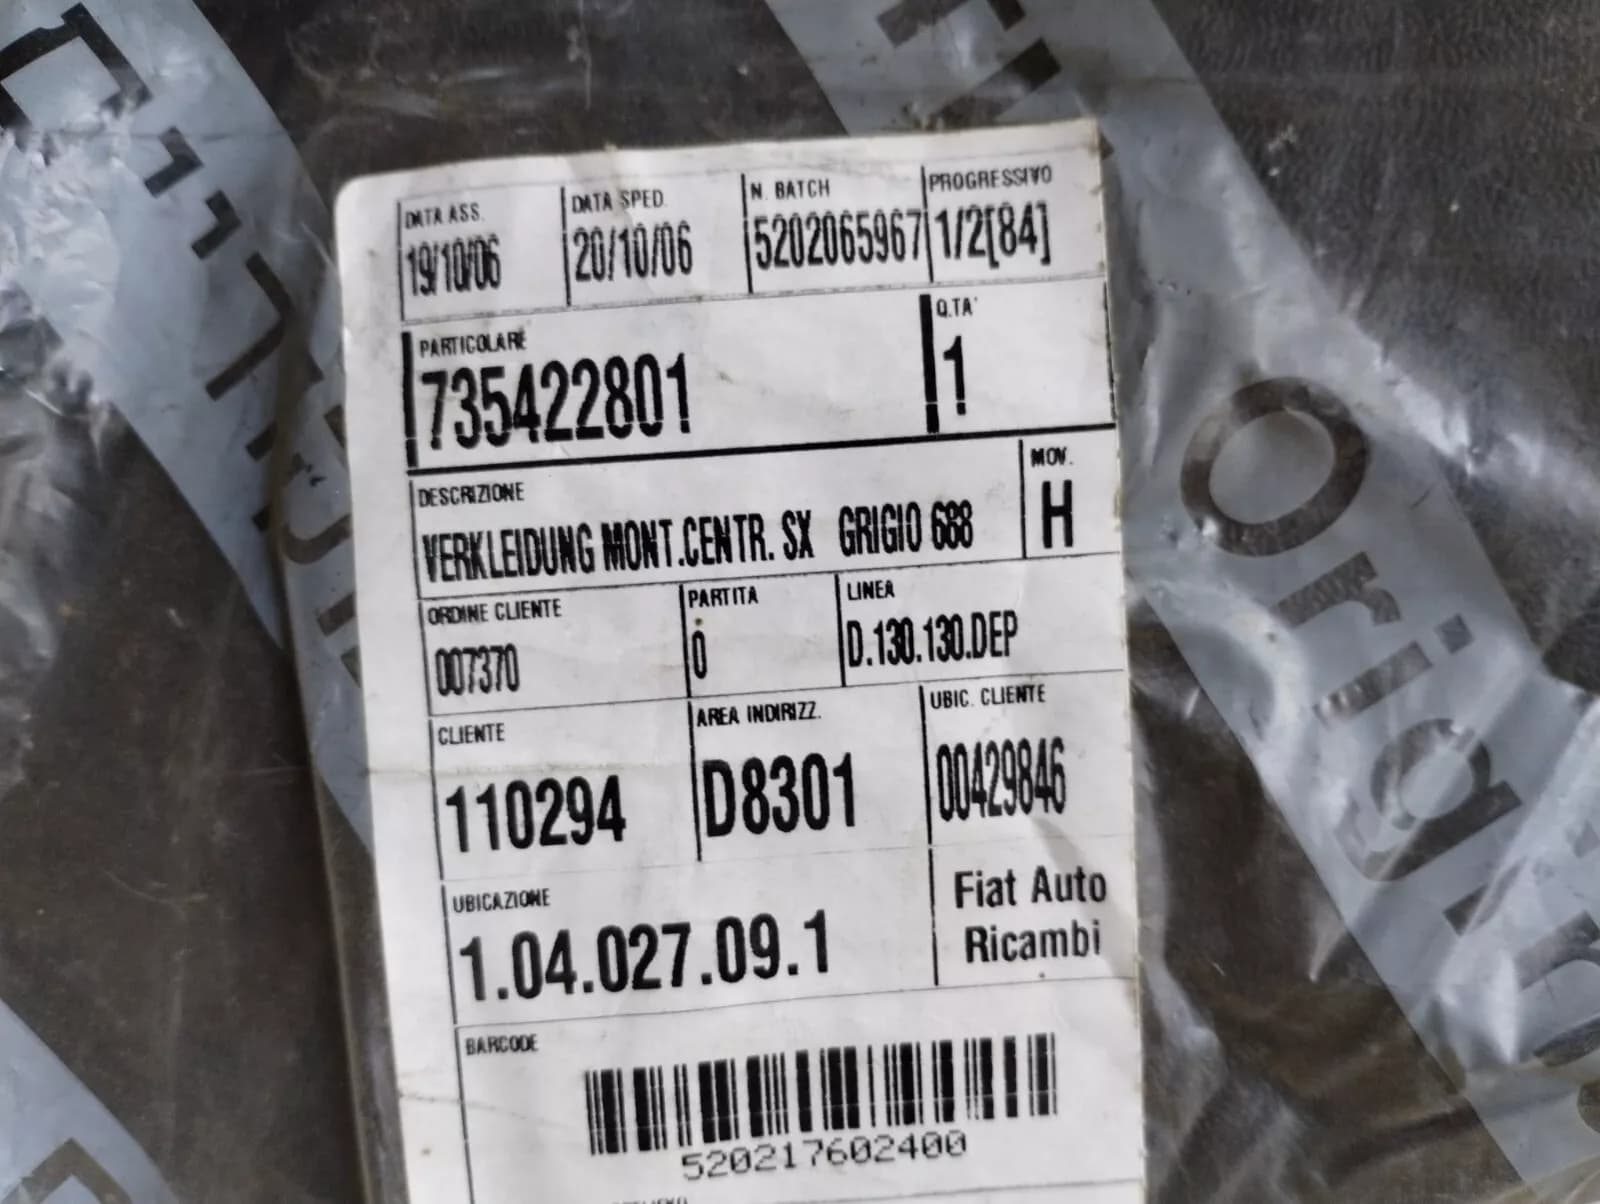 DATA ASS.
19/10/06
DATA SPED.
20/10/06
N. BATCH
5202065967
PROGRESSIVO
1/2[84]
PARTICOLARE
735422801
Q.TA'
1
DESCRIZIONE
VERKLEIDUNG MONT.CENTR. SX GRIGIO 688
MOV.
H
ORDINE CLIENTE
007370
PARTITA
0
LINEA
D.130.130.DEP
CLIENTE
110294
AREA INDIRIZZ.
D8301
UBIC. CLIENTE
00429846
UBICAZIONE
1.04.027.09.1
Fiat Auto
Ricambi
BARCODE
520217602400